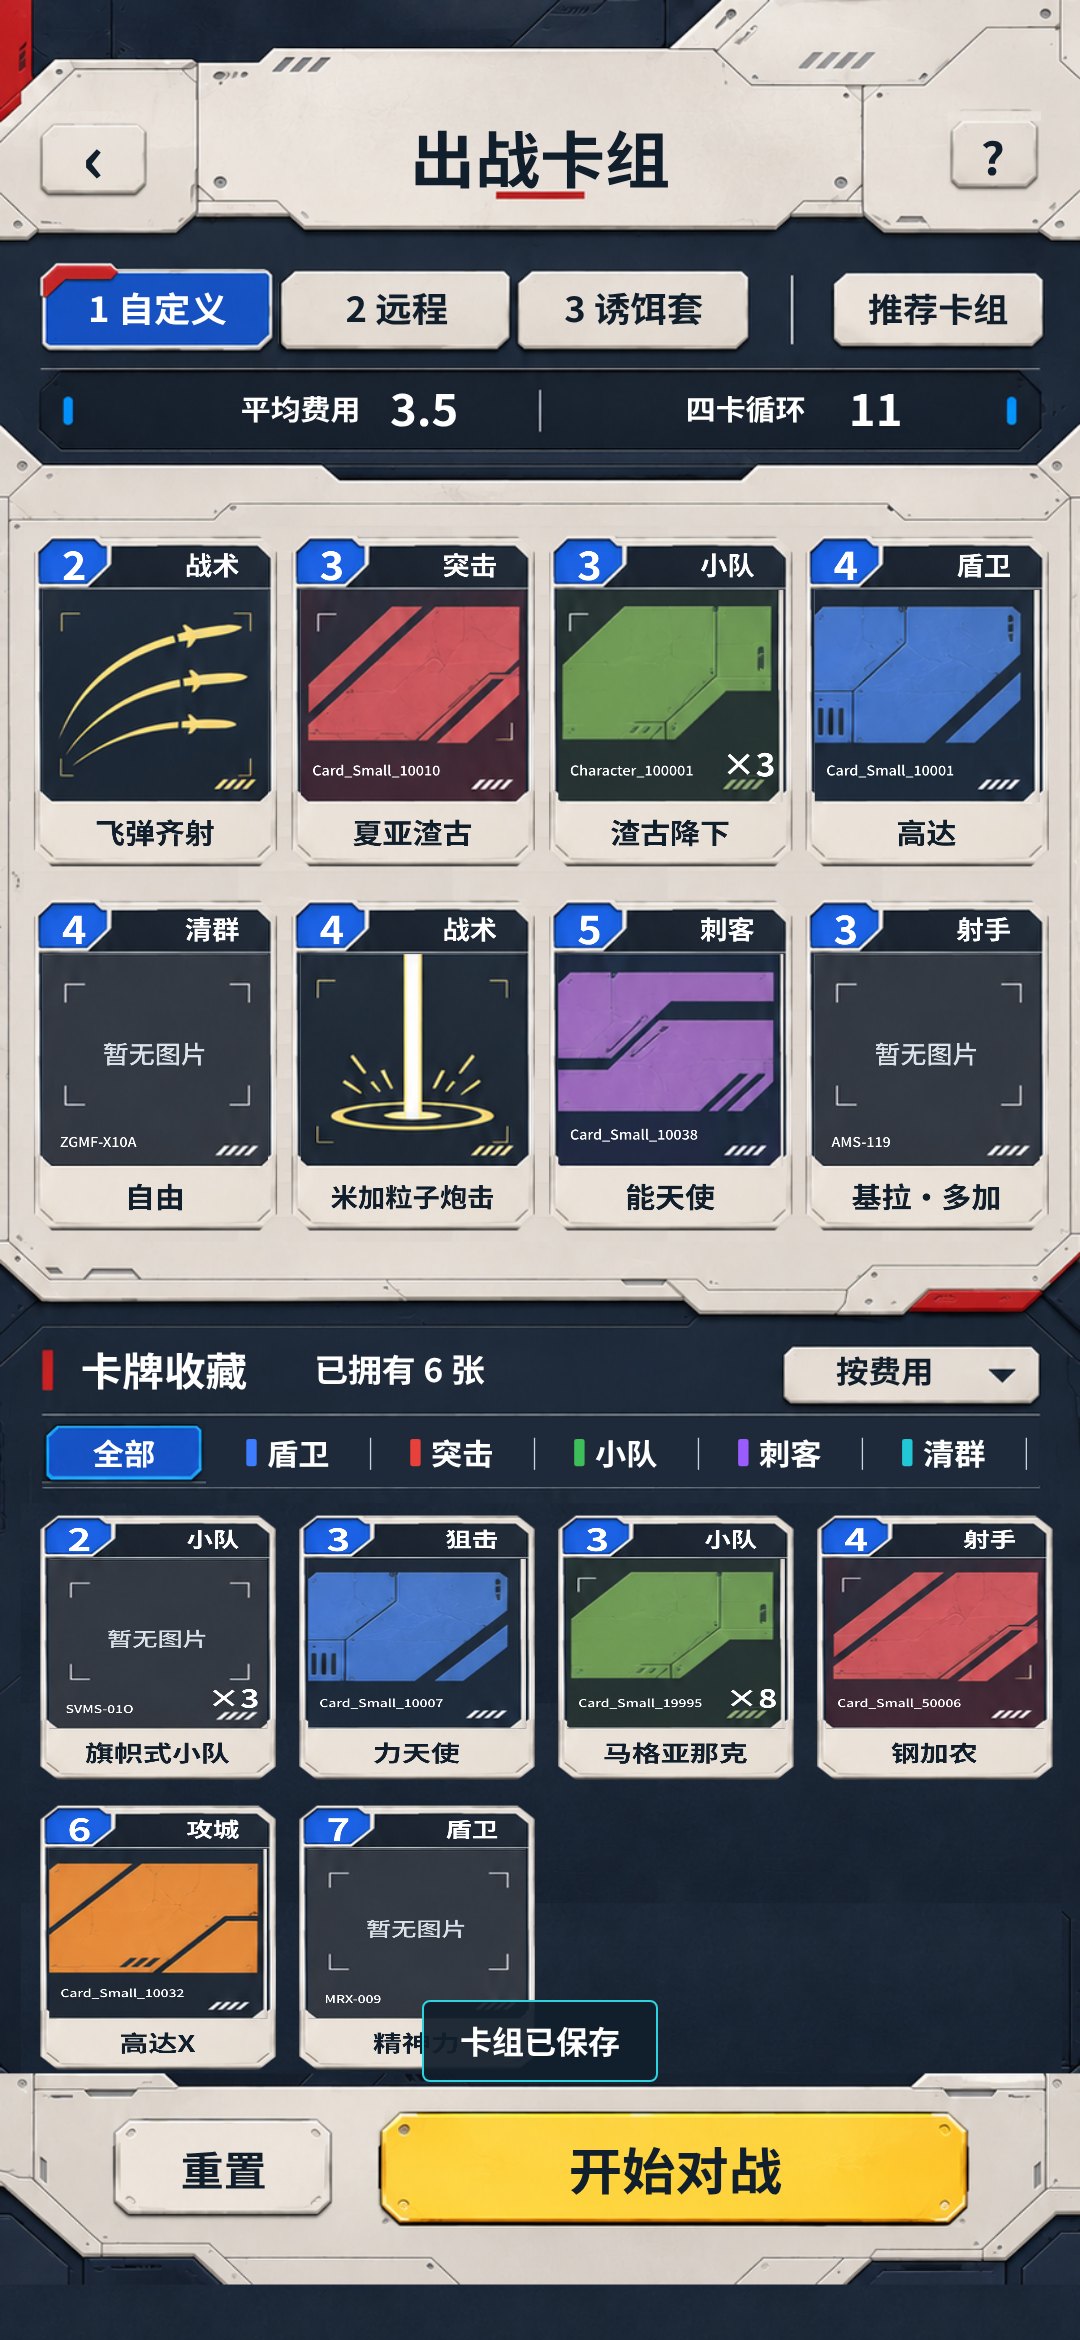 出战卡组
?
1 自定义
2 远程
3 诱饵套
推荐卡组
平均费用 3.5
四卡循环 11
2 战术
飞弹齐射
3 突击
Card_Small_10010
夏亚渣古
3 小队
Character_100001
×3
渣古降下
4 盾卫
Card_Small_10001
高达
4 清群
暂无图片
ZGMF-X10A
自由
4 战术
米加粒子炮击
5 刺客
Card_Small_10038
能天使
3 射手
暂无图片
AMS-119
基拉·多加
卡牌收藏
已拥有 6 张
按费用
全部
盾卫
突击
小队
刺客
清群
2 小队
暂无图片
SVMS-01O
×3
旗帜式小队
3 狙击
Card_Small_10007
力天使
3 小队
Card_Small_19995
×8
马格亚那克
4 射手
Card_Small_50006
钢加农
6 攻城
Card_Small_10032
高达X
7 盾卫
暂无图片
MRX-009
精神力
卡组已保存
重置
开始对战